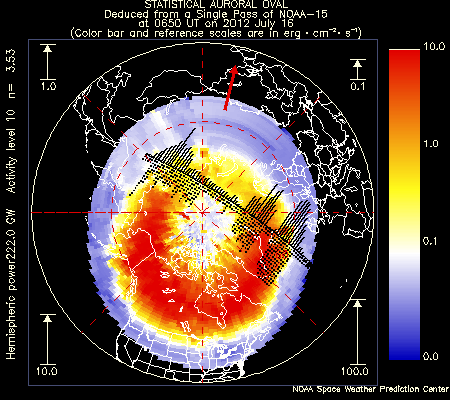 STATISTICAL AURORAL OVAL
Deduced from a Single Pass of NOAA-15
at 0650 UT on 2012 July 16
(Color bar and reference scales are in erg · cm⁻² · s⁻¹)
Hemispheric power222.0 GW  Activity level 10  n= 3.53
1.0
0.1
10.0
100.0
10.0
1.0
0.1
0.0
NOAA Space Weather Prediction Center